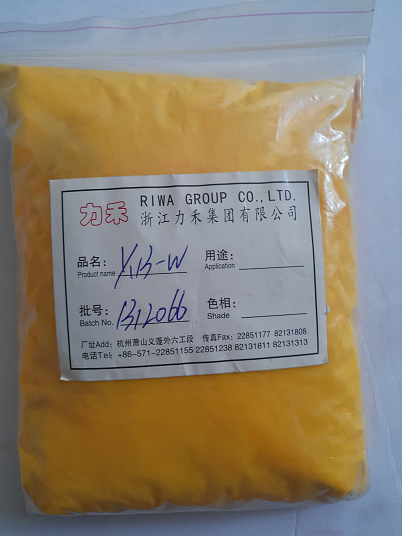 力禾 RIWA GROUP CO.,LTD.
浙江力禾集团有限公司
品名: Y13-W 用途:
Product name Application
批号: 1312066 色相:
Batch No. Shade
厂址Add: 杭州萧山义蓬外六工段 传真Fax: 22851177 82131808
电话Tel: +86-571-22851155 22851238 82131811 82131313